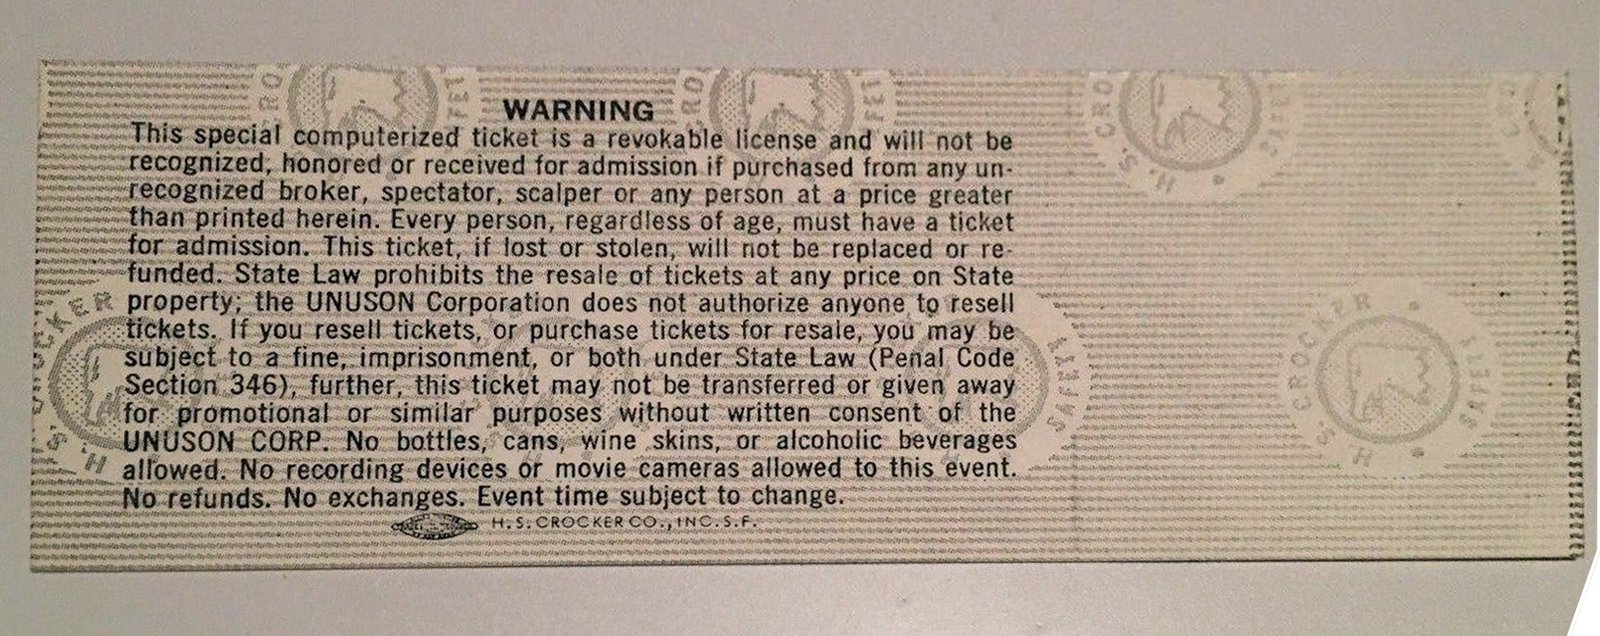 WARNING
This special computerized ticket is a revokable license and will not be
recognized, honored or received for admission if purchased from any un-
recognized broker, spectator, scalper or any person at a price greater
than printed herein. Every person, regardless of age, must have a ticket
for admission. This ticket, if lost or stolen, will not be replaced or re-
funded. State Law prohibits the resale of tickets at any price on State
property; the UNUSON Corporation does not authorize anyone to resell
tickets. If you resell tickets, or purchase tickets for resale, you may be
subject to a fine, imprisonment, or both under State Law (Penal Code
Section 346), further, this ticket may not be transferred or given away
for promotional or similar purposes without written consent of the
UNUSON CORP. No bottles, cans, wine skins, or alcoholic beverages
allowed. No recording devices or movie cameras allowed to this event.
No refunds. No exchanges. Event time subject to change.
H.S. CROCKER CO., INC. S.F.
H.S. CROCKER
H.S. CROCKER